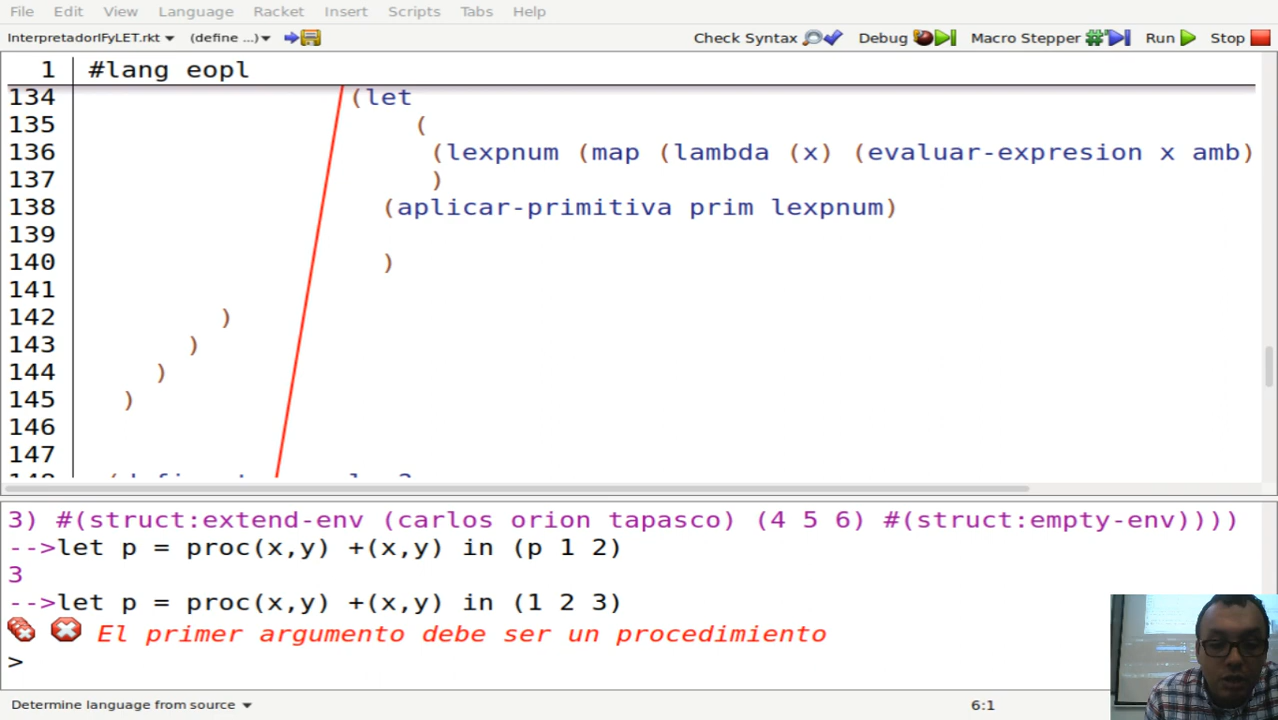 File Edit View Language Racket Insert Scripts Tabs Help
InterpretadorIFyLET.rkt (define ...) Check Syntax Debug Macro Stepper Run Stop
1 #lang eopl
134 (let
135 (
136 (lexpnum (map (lambda (x) (evaluar-expresion x amb)
137 )
138 (aplicar-primitiva prim lexpnum)
139
140 )
141
142 )
143 )
144 )
145 )
146
147
3) #(struct:extend-env (carlos orion tapasco) (4 5 6) #(struct:empty-env))))
-->let p = proc(x,y) +(x,y) in (p 1 2)
3
-->let p = proc(x,y) +(x,y) in (1 2 3)
El primer argumento debe ser un procedimiento
>
Determine language from source 6:1